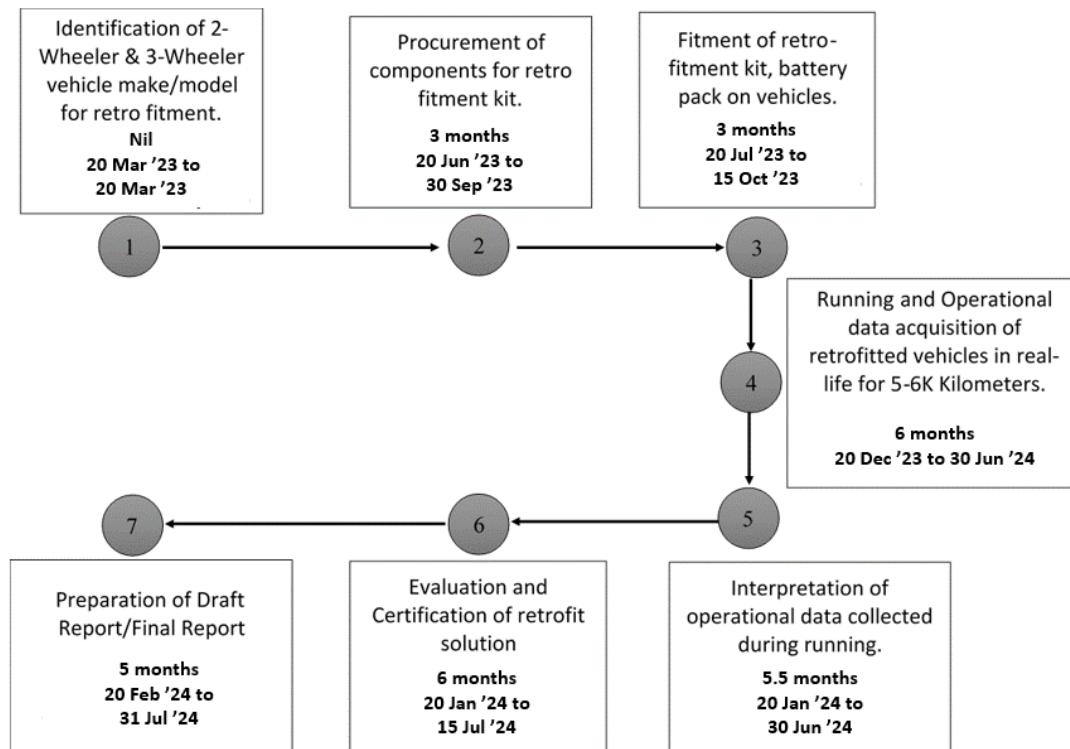 Identification of 2-
Wheeler & 3-Wheeler
vehicle make/model
for retro fitment.
Nil
20 Mar ’23 to
20 Mar ’23
Procurement of
components for retro
fitment kit.
3 months
20 Jun ’23 to
30 Sep ’23
Fitment of retro-
fitment kit, battery
pack on vehicles.
3 months
20 Jul ’23 to
15 Oct ’23
1
2
3
Running and Operational
data acquisition of
retrofitted vehicles in real-
life for 5-6K Kilometers.
6 months
20 Dec ’23 to 30 Jun ’24
4
5
6
7
Interpretation of
operational data collected
during running.
5.5 months
20 Jan ’24 to
30 Jun ’24
Evaluation and
Certification of retrofit
solution
6 months
20 Jan ’24 to
15 Jul ’24
Preparation of Draft
Report/Final Report
5 months
20 Feb ’24 to
31 Jul ’24